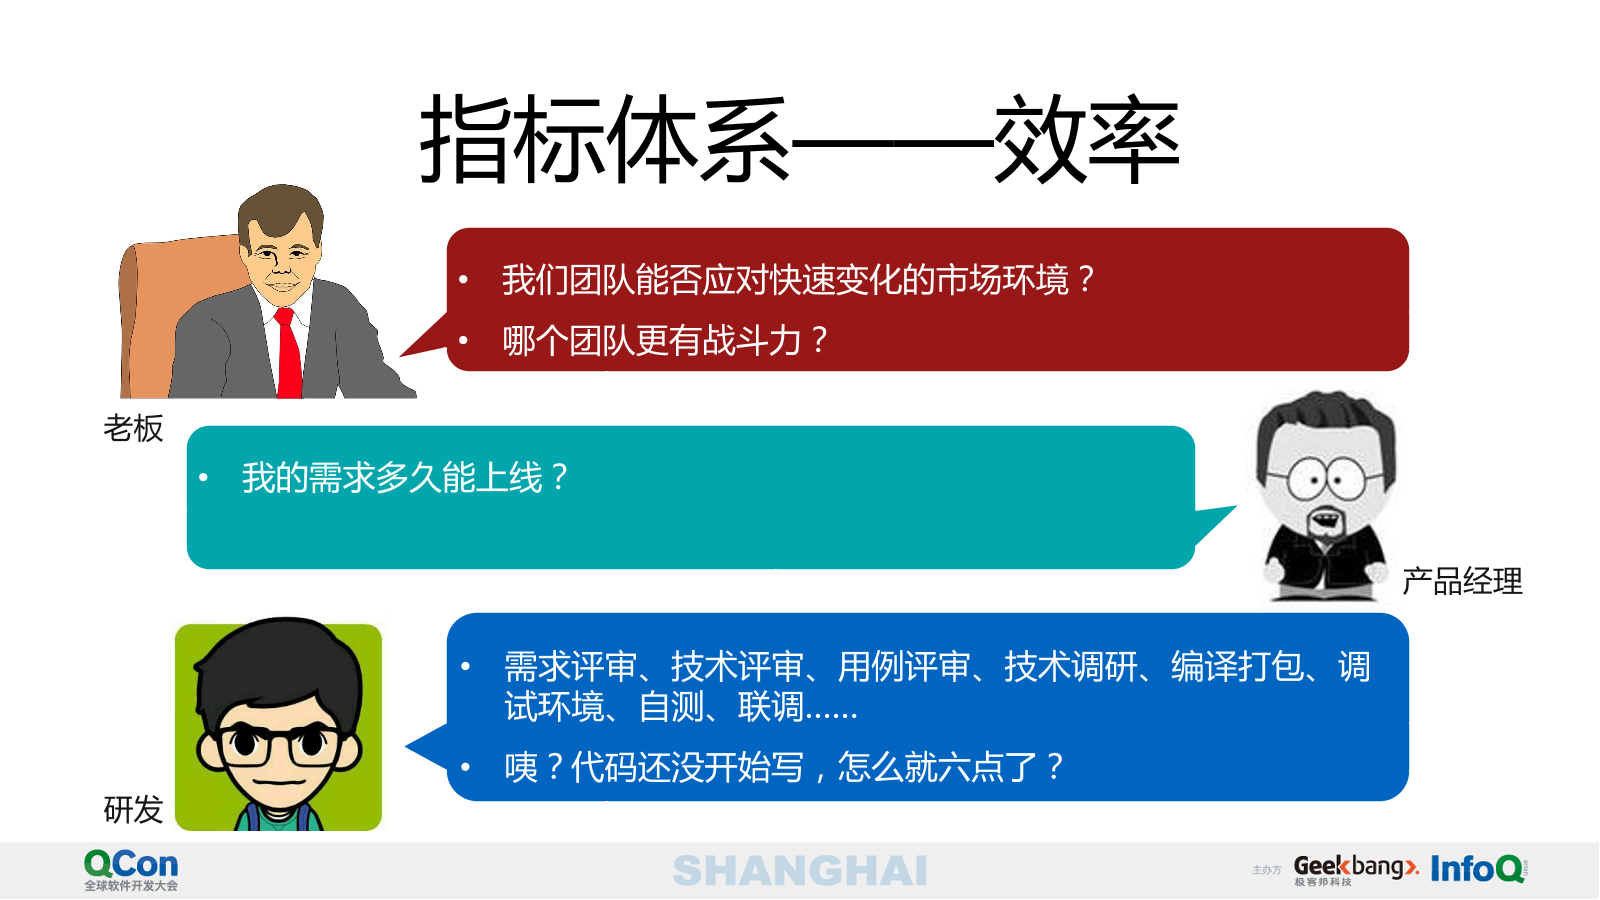 指标体系——效率
• 我们团队能否应对快速变化的市场环境？
• 哪个团队更有战斗力？
老板
• 我的需求多久能上线？
产品经理
• 需求评审、技术评审、用例评审、技术调研、编译打包、调
试环境、自测、联调……
• 咦？代码还没开始写，怎么就六点了？
研发
QCon
全球软件开发大会
SHANGHAI
主办方
Geekbang>.
极客邦科技
InfoQ